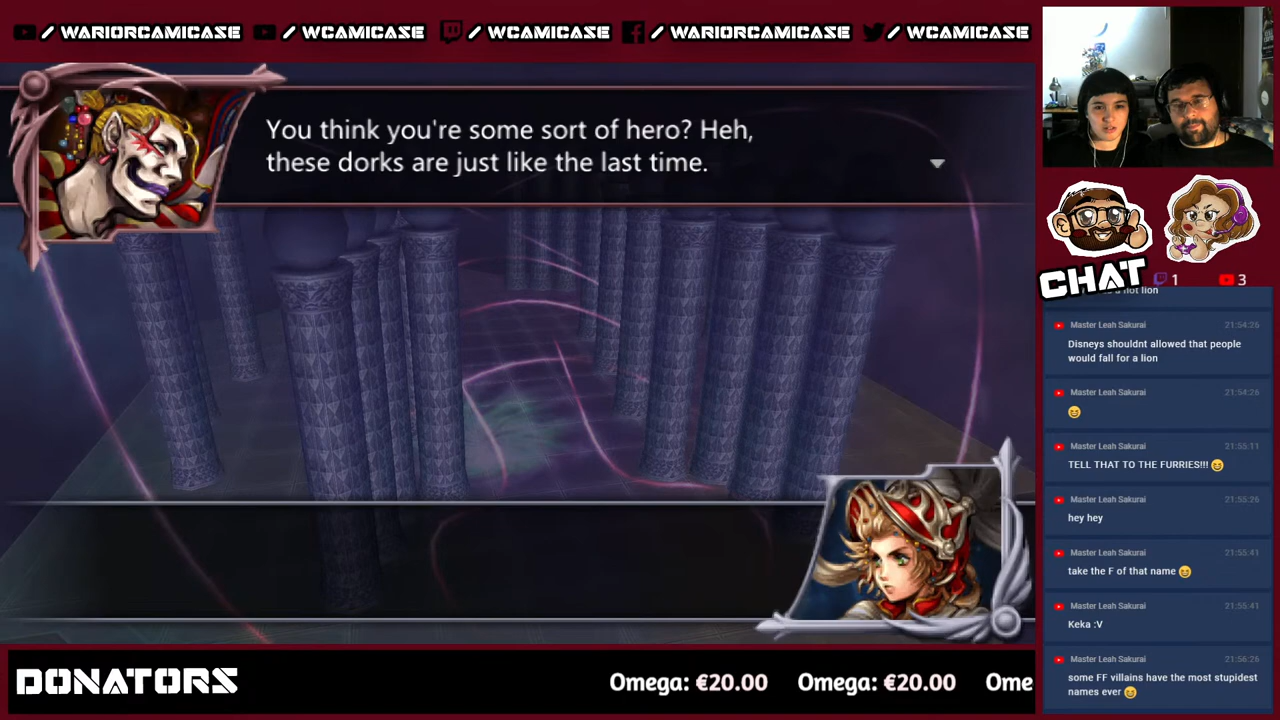 / WARIORCAMICASE / WCAMICASE / WCAMICASE / WARIORCAMICASE / WCAMICASE
You think you're some sort of hero? Heh,
these dorks are just like the last time.
CHAT
1
3
lion
Master Leah Sakurai 21:54:26
Disneys shouldnt allowed that people
would fall for a lion
Master Leah Sakurai 21:54:26
Master Leah Sakurai 21:55:11
TELL THAT TO THE FURRIES!!!
Master Leah Sakurai 21:55:26
hey hey
Master Leah Sakurai 21:55:41
take the F of that name
Master Leah Sakurai 21:55:41
Keka :V
Master Leah Sakurai 21:56:26
some FF villains have the most stupidest
names ever
DONATORS
Omega: €20.00 Omega: €20.00 Ome